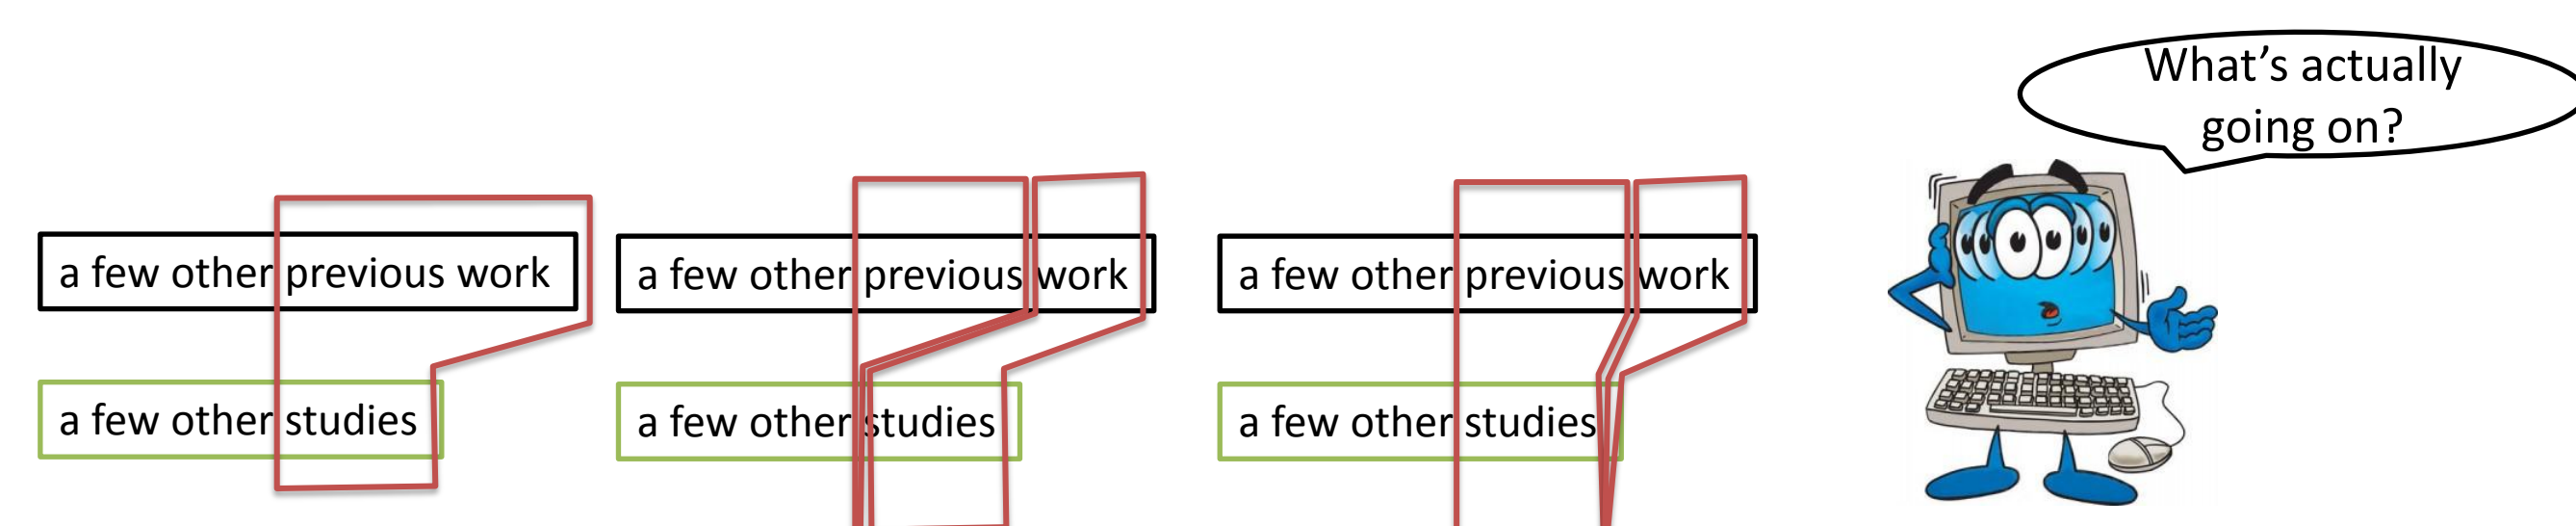 What's actually
going on?
a few other previous work
a few other studies
a few other previous work
a few other studies
a few other previous work
a few other studies